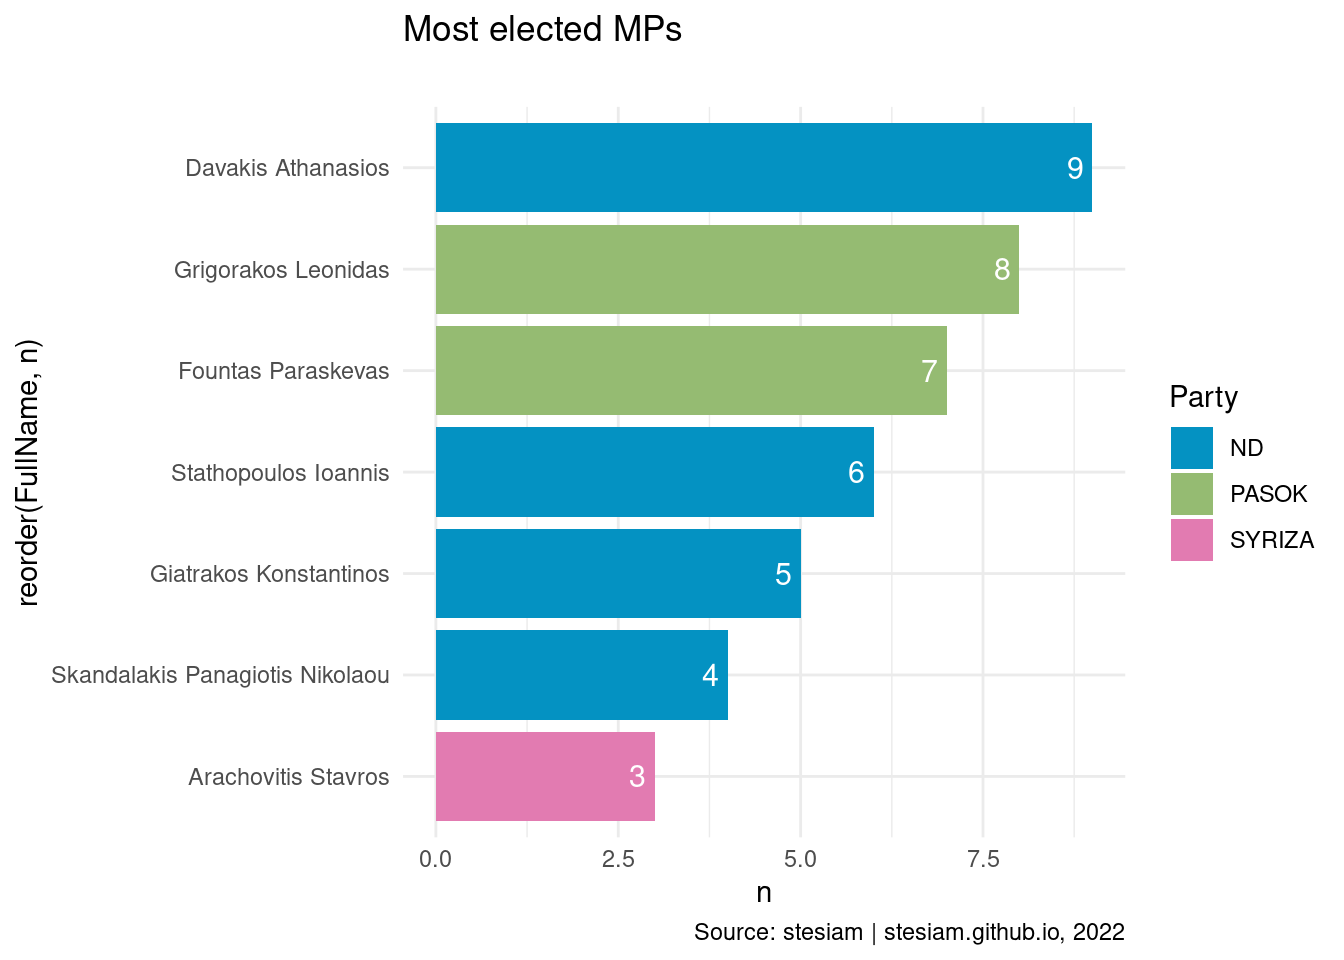 Most elected MPs
reorder(FullName, n)
Davakis Athanasios
9
Grigorakos Leonidas
8
Fountas Paraskevas
7
Stathopoulos Ioannis
6
Giatrakos Konstantinos
5
Skandalakis Panagiotis Nikolaou
4
Arachovitis Stavros
3
0.0 2.5 5.0 7.5
n
Party
ND
PASOK
SYRIZA
Source: stesiam | stesiam.github.io, 2022